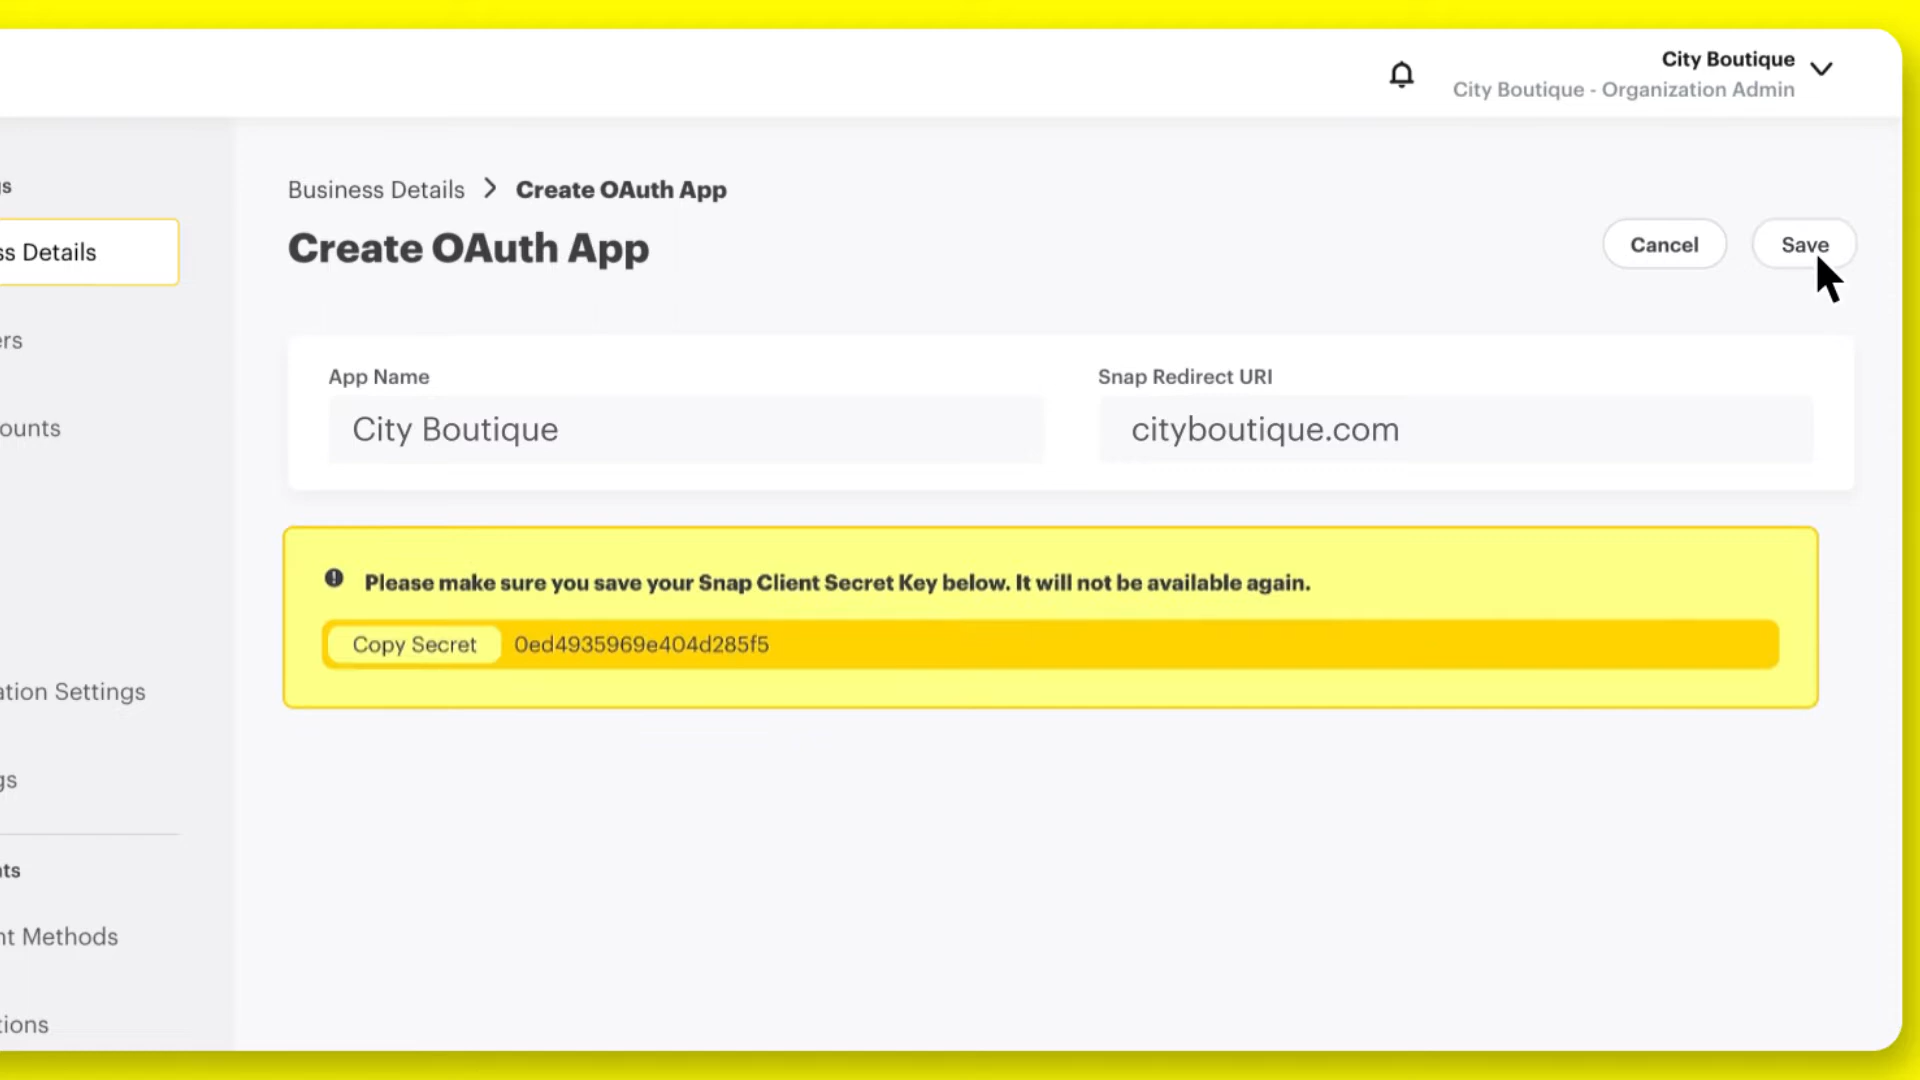 City Boutique
City Boutique - Organization Admin
Business Details > Create OAuth App
Create OAuth App
Cancel
Save
gs
ss Details
ers
ounts
ation Settings
gs
nts
nt Methods
tions
App Name
City Boutique
Snap Redirect URI
cityboutique.com
Please make sure you save your Snap Client Secret Key below. It will not be available again.
Copy Secret 0ed4935969e404d285f5